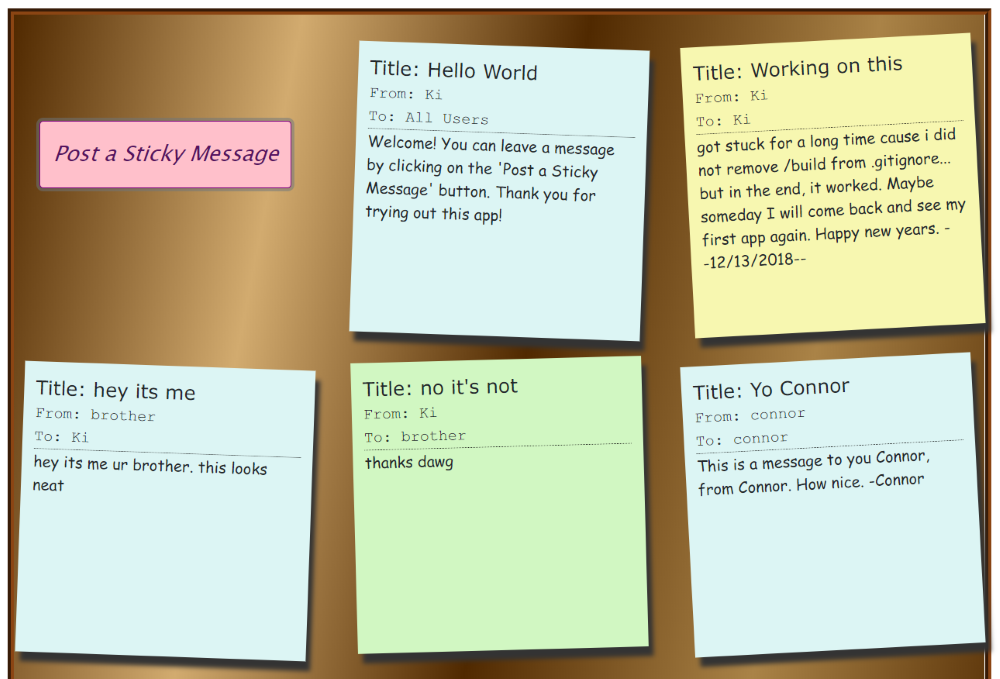 Post a Sticky Message
Title: Hello World
From: Ki
To: All Users
Welcome! You can leave a message
by clicking on the 'Post a Sticky
Message' button. Thank you for
trying out this app!
Title: Working on this
From: Ki
To: Ki
got stuck for a long time cause i did
not remove /build from .gitignore...
but in the end, it worked. Maybe
someday I will come back and see my
first app again. Happy new years. -
-12/13/2018--
Title: hey its me
From: brother
To: Ki
hey its me ur brother. this looks
neat
Title: no it's not
From: Ki
To: brother
thanks dawg
Title: Yo Connor
From: connor
To: connor
This is a message to you Connor,
from Connor. How nice. -Connor